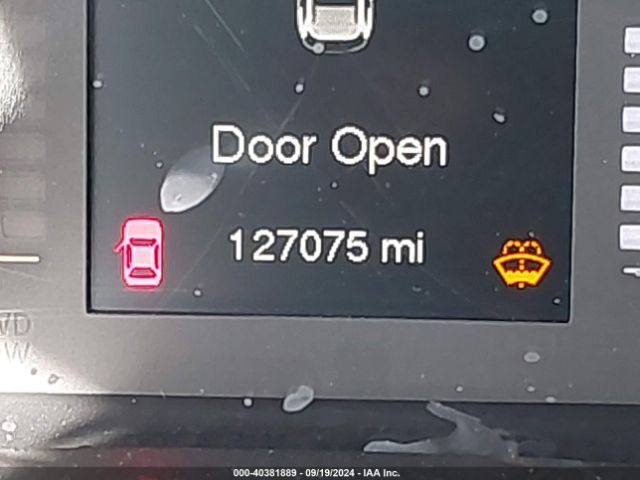 Door Open
127075 mi
000-40381889 - 09/19/2024 - IAA Inc.